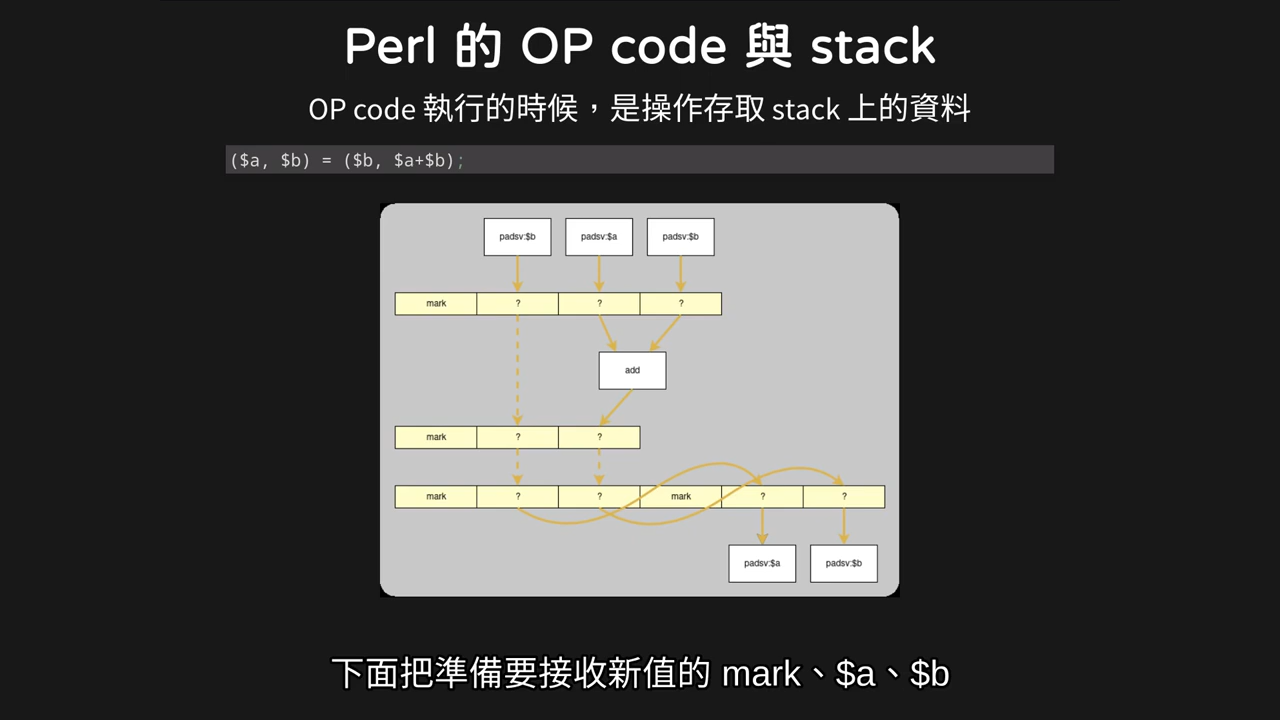 Perl 的 OP code 與 stack
OP code 執行的時候，是操作存取 stack 上的資料
($a, $b) = ($b, $a+$b);
padsv:$b padsv:$a padsv:$b
mark ? ? ?
add
mark ? ?
mark ? ? mark ? ?
padsv:$a padsv:$b
下面把準備要接收新值的 mark、$a、$b